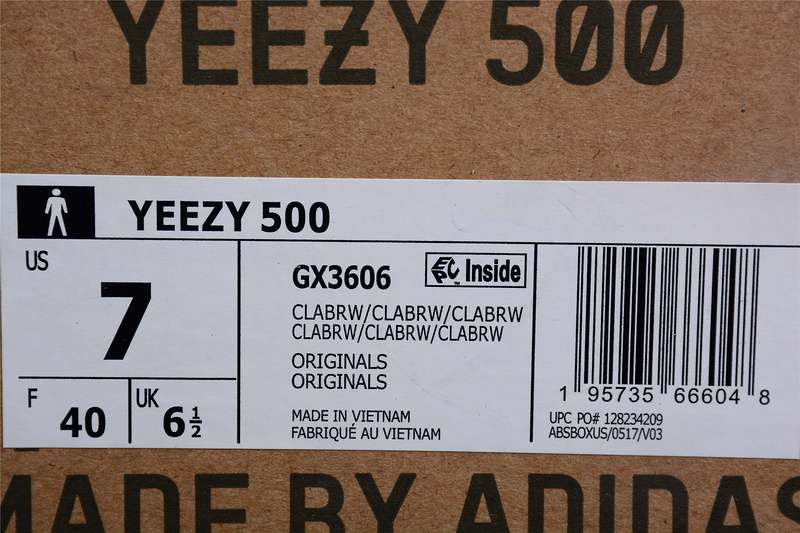 YEEZY 500
YEEZY 500
US
7
F
40
UK
6 1/2
GX3606
EPC Inside
™
CLABRW/CLABRW/CLABRW
CLABRW/CLABRW/CLABRW
ORIGINALS
ORIGINALS
MADE IN VIETNAM
FABRIQUÉ AU VIETNAM
1 95735 66604 8
UPC PO# 128234209
ABSBOXUS/0517/V03
MADE BY ADIDAS